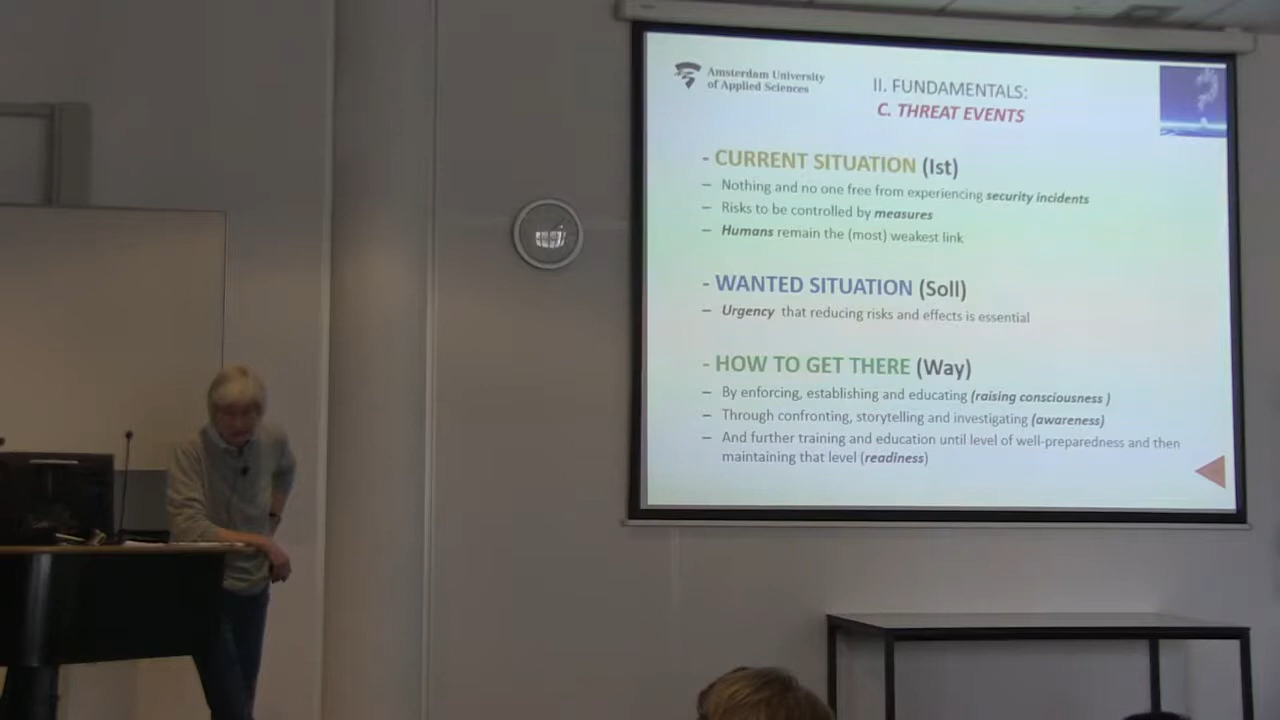 Amsterdam University
of Applied Sciences
II. FUNDAMENTALS:
C. THREAT EVENTS
- CURRENT SITUATION (Ist)
– Nothing and no one free from experiencing security incidents
– Risks to be controlled by measures
– Humans remain the (most) weakest link
- WANTED SITUATION (Soll)
– Urgency that reducing risks and effects is essential
- HOW TO GET THERE (Way)
– By enforcing, establishing and educating (raising consciousness )
– Through confronting, storytelling and investigating (awareness)
– And further training and education until level of well-preparedness and then
maintaining that level (readiness)